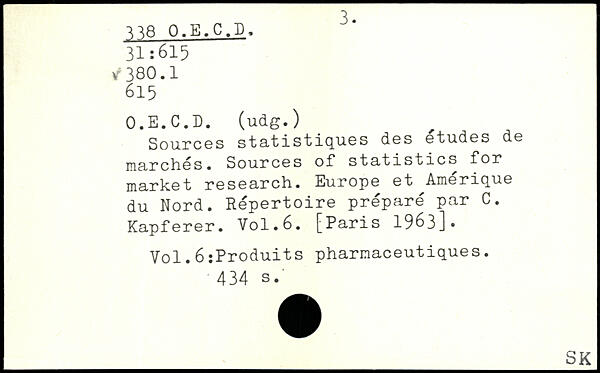 3.
338 O.E.C.D.
31:615
✓380.1
615
O.E.C.D. (udg.)
Sources statistiques des études de
marchés. Sources of statistics for
market research. Europe et Amérique
du Nord. Répertoire préparé par C.
Kapferer. Vol.6. [Paris 1963].
Vol.6:Produits pharmaceutiques.
434 s.
SK